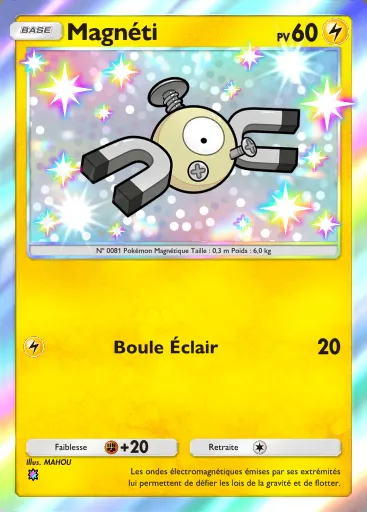 BASE Magnéti PV 60
N° 0081 Pokémon Magnétique Taille : 0,3 m Poids : 6,0 kg
Boule Éclair 20
Faiblesse +20 Retraite
Illus. MAHOU
Les ondes électromagnétiques émises par ses extrémités
lui permettent de défier les lois de la gravité et de flotter.